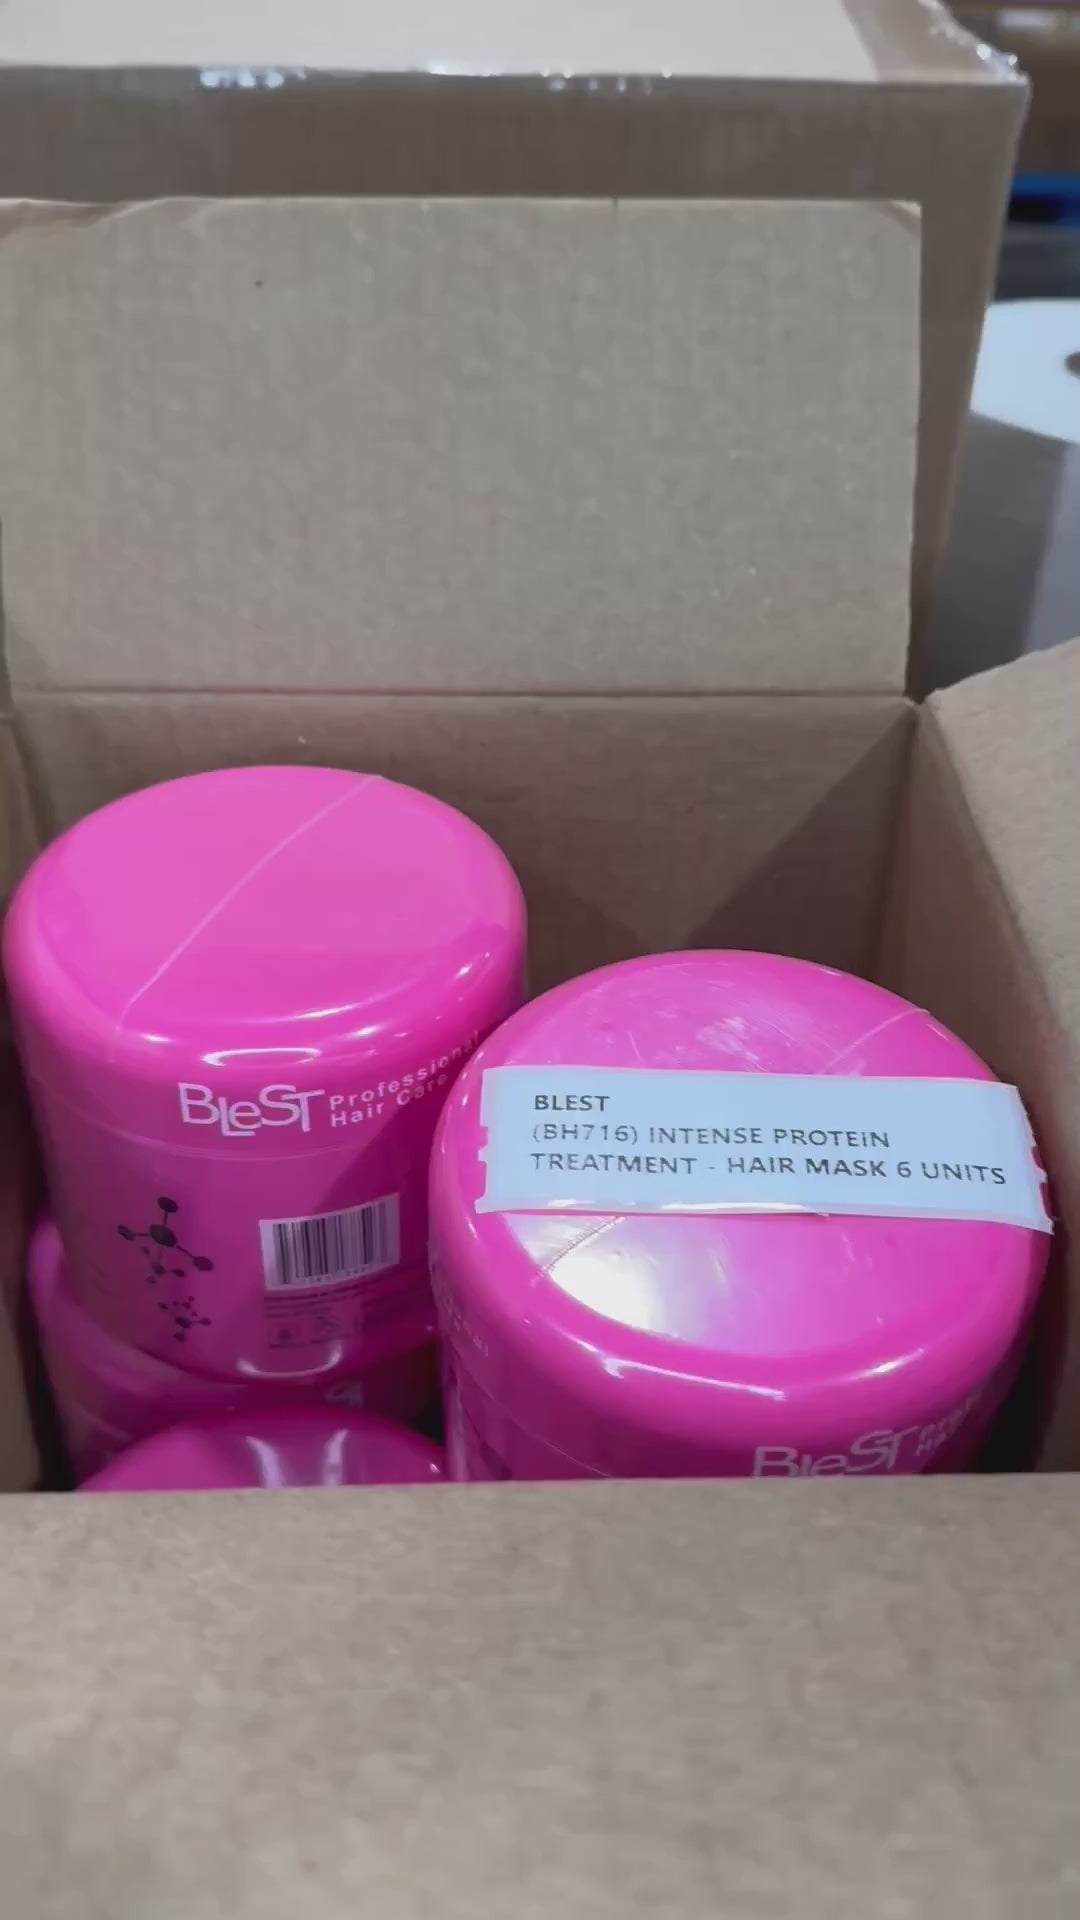 BLeST Professional
Hair Care
BLEST
(BH716) INTENSE PROTEIN
TREATMENT - HAIR MASK 6 UNITS
BLeST